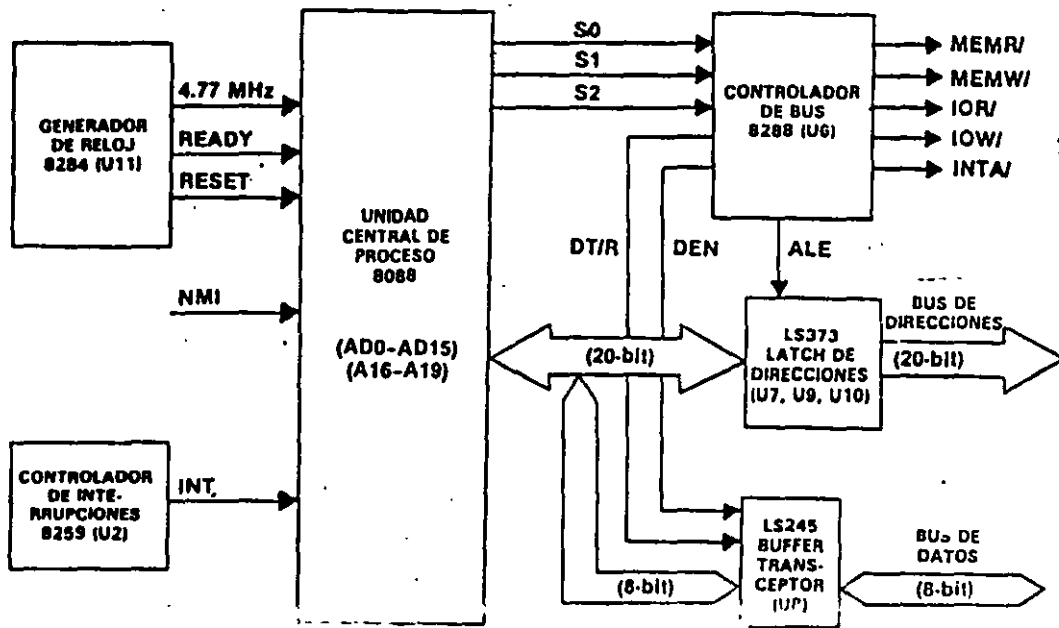 GENERADOR
DE RELOJ
8284 (U11)
4.77 MHz
READY
RESET
NMI
CONTROLADOR
DE INTE-
RRUPCIONES
8259 (U2)
INT.
UNIDAD
CENTRAL DE
PROCESO
8088
(AD0-AD15)
(A16-A19)
S0
S1
S2
CONTROLADOR
DE BUS
8288 (U6)
MEMR/
MEMW/
IOR/
IOW/
INTA/
DT/R
DEN
ALE
(20-bit)
LS373
LATCH DE
DIRECCIONES
(U7, U9, U10)
BUS DE
DIRECCIONES
(20-bit)
(8-bit)
LS245
BUFFER
TRANS-
CEPTOR
BUS DE
DATOS
(8-bit)